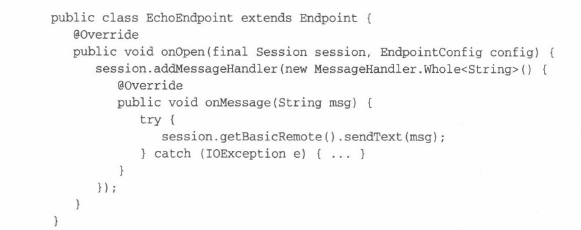 public class EchoEndpoint extends Endpoint {
@Override
public void onOpen(final Session session, EndpointConfig config) {
session.addMessageHandler(new MessageHandler.Whole<String>() {
@Override
public void onMessage(String msg) {
try {
session.getBasicRemote().sendText(msg);
} catch (IOException e) { ... }
}
});
}
}